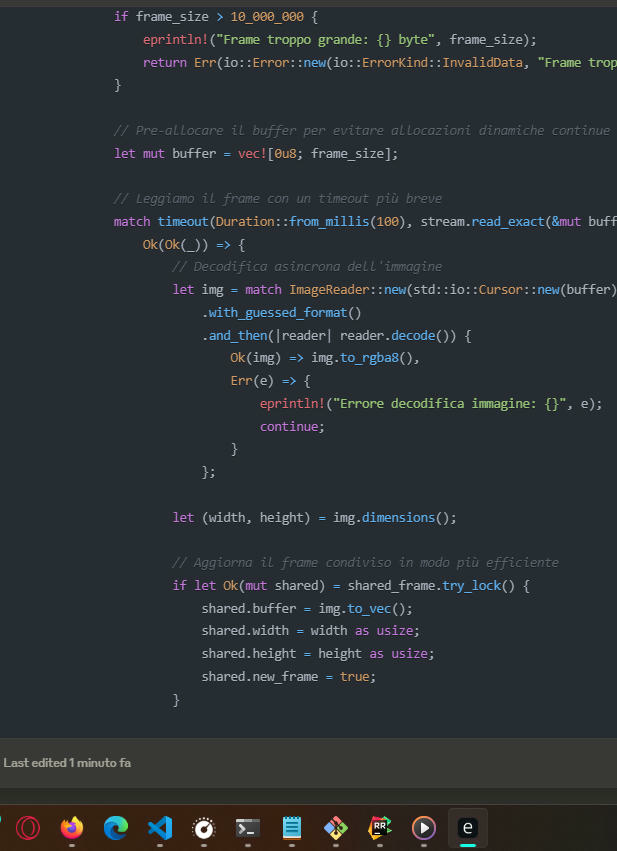 if frame_size > 10_000_000 {
eprintln!("Frame troppo grande: {} byte", frame_size);
return Err(io::Error::new(io::ErrorKind::InvalidData, "Frame trop
}
// Pre-allocare il buffer per evitare allocazioni dinamiche continue
let mut buffer = vec![0u8; frame_size];
// Leggiamo il frame con un timeout più breve
match timeout(Duration::from_millis(100), stream.read_exact(&mut buff
Ok(Ok(_)) => {
// Decodifica asincrona dell'immagine
let img = match ImageReader::new(std::io::Cursor::new(buffer)
.with_guessed_format()
.and_then(|reader| reader.decode()) {
Ok(img) => img.to_rgba8(),
Err(e) => {
eprintln!("Errore decodifica immagine: {}", e);
continue;
}
};
let (width, height) = img.dimensions();
// Aggiorna il frame condiviso in modo più efficiente
if let Ok(mut shared) = shared_frame.try_lock() {
shared.buffer = img.to_vec();
shared.width = width as usize;
shared.height = height as usize;
shared.new_frame = true;
}
Last edited 1 minuto fa
RR
e